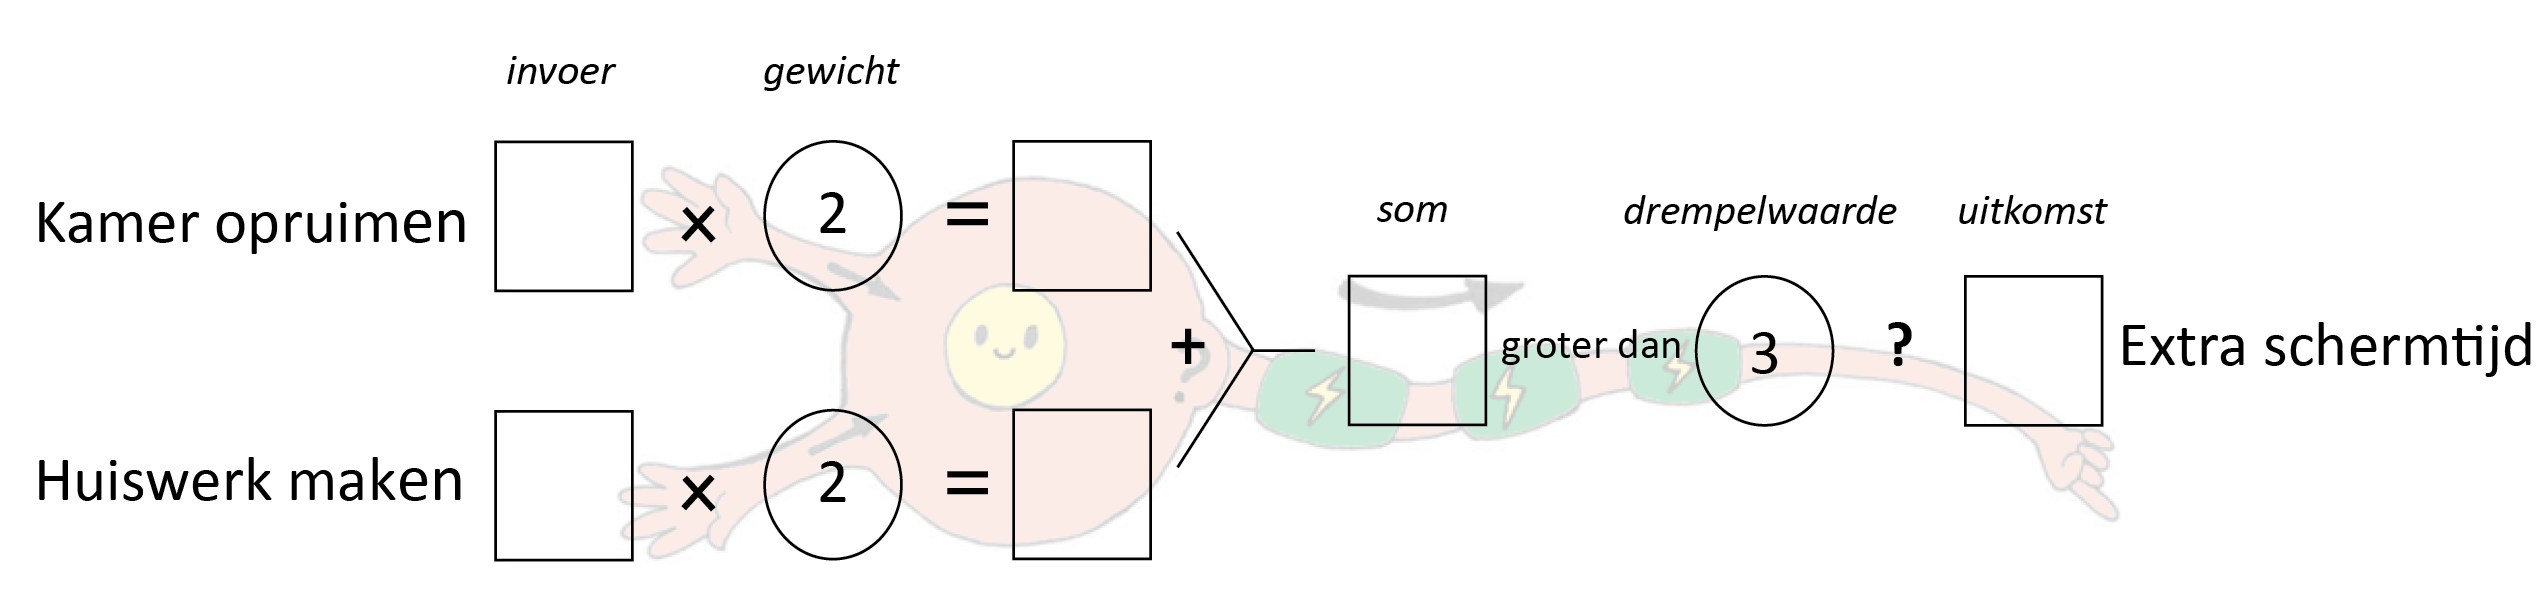 invoer gewicht
Kamer opruimen × 2 =
som drempelwaarde uitkomst
+ groter dan 3 ? Extra schermtijd
Huiswerk maken × 2 =